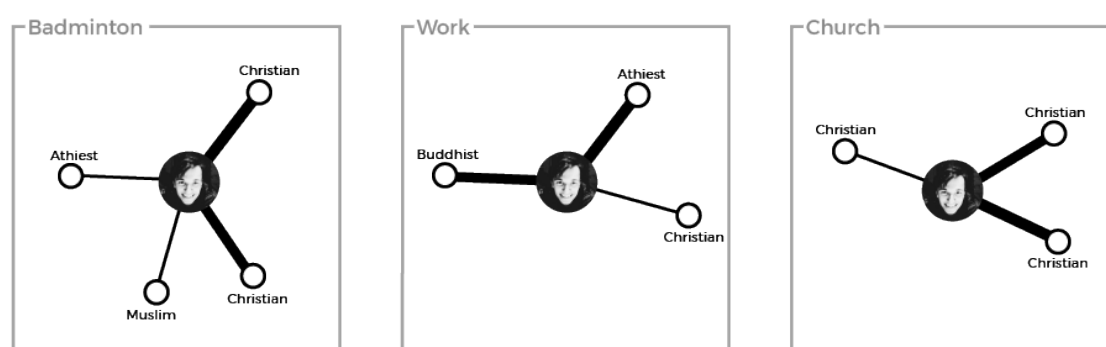 Badminton
Christian
Athiest
Muslim
Christian
Work
Athiest
Buddhist
Christian
Church
Christian
Christian
Christian